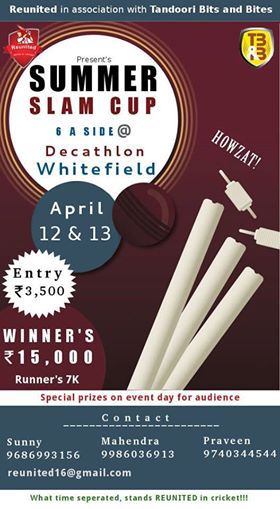 Reunited in association with Tandoori Bits and Bites
Reunited
TB
&B
Present's
SUMMER
SLAM CUP
6 A SIDE @
Decathlon
Whitefield
HOWZAT!
April
12 & 13
Entry
₹3,500
WINNER'S
₹15,000
Runner's 7K
Special prizes on event day for audience
Contact
Sunny
9686993156
Mahendra
9986036913
Praveen
9740344544
reunited16@gmail.com
What time seperated, stands REUNITED in cricket!!!